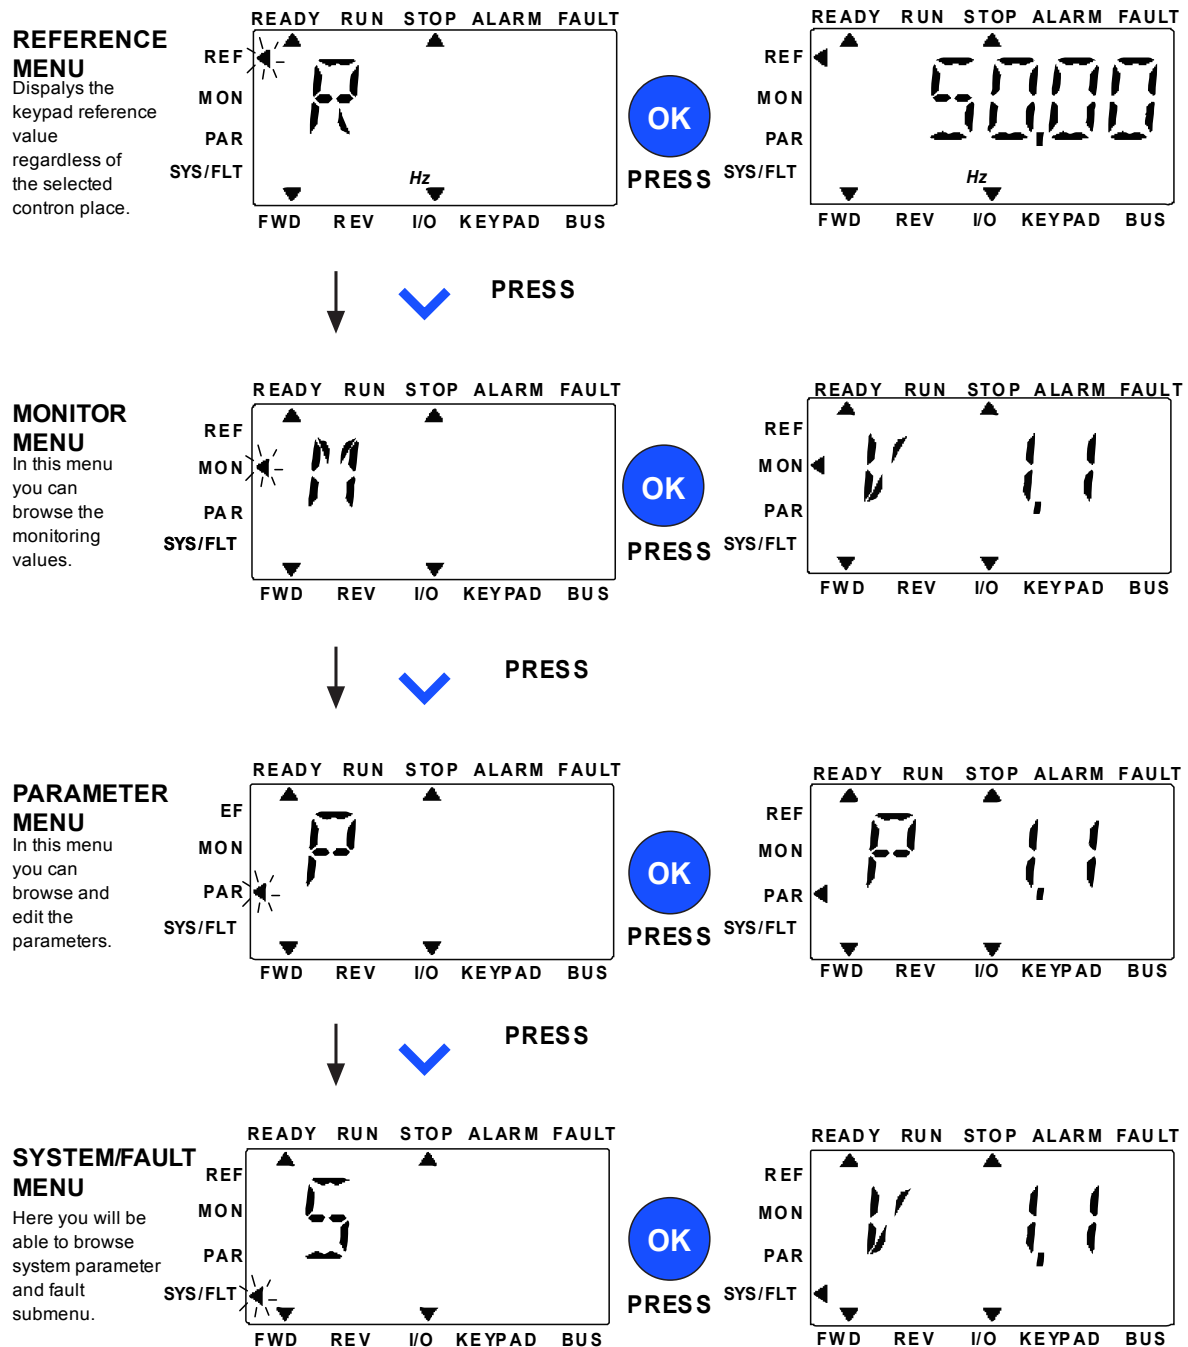 READY RUN STOP ALARM FAULT
REFERENCE
MENU
Dispalys the
keypad reference
value
regardless of
the selected
contron place.
REF
MON
PAR
SYS/FLT
R
Hz
FWD REV I/O KEYPAD BUS
OK
PRESS
READY RUN STOP ALARM FAULT
REF
MON
PAR
SYS/FLT
50,00
Hz
FWD REV I/O KEYPAD BUS
PRESS
READY RUN STOP ALARM FAULT
MONITOR
MENU
In this menu
you can
browse the
monitoring
values.
REF
MON
PAR
SYS/FLT
M
FWD REV I/O KEYPAD BUS
OK
PRESS
READY RUN STOP ALARM FAULT
REF
MON
PAR
SYS/FLT
V 1,1
FWD REV I/O KEYPAD BUS
PRESS
READY RUN STOP ALARM FAULT
PARAMETER
MENU
In this menu
you can
browse and
edit the
parameters.
EF
MON
PAR
SYS/FLT
P
FWD REV I/O KEYPAD BUS
OK
PRESS
READY RUN STOP ALARM FAULT
REF
MON
PAR
SYS/FLT
P 1,1
FWD REV I/O KEYPAD BUS
PRESS
READY RUN STOP ALARM FAULT
SYSTEM/FAULT
MENU
Here you will be
able to browse
system parameter
and fault
submenu.
REF
MON
PAR
SYS/FLT
S
FWD REV I/O KEYPAD BUS
OK
PRESS
READY RUN STOP ALARM FAULT
REF
MON
PAR
SYS/FLT
V 1,1
FWD REV I/O KEYPAD BUS